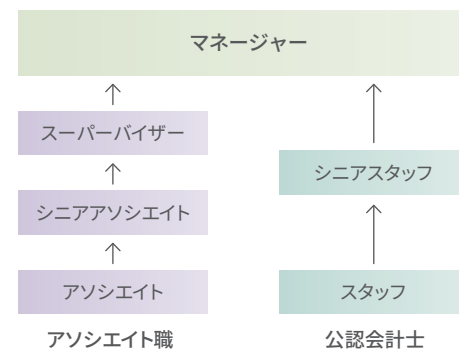 マネージャー
スーパーバイザー
シニアアソシエイト
アソシエイト
アソシエイト職
シニアスタッフ
スタッフ
公認会計士